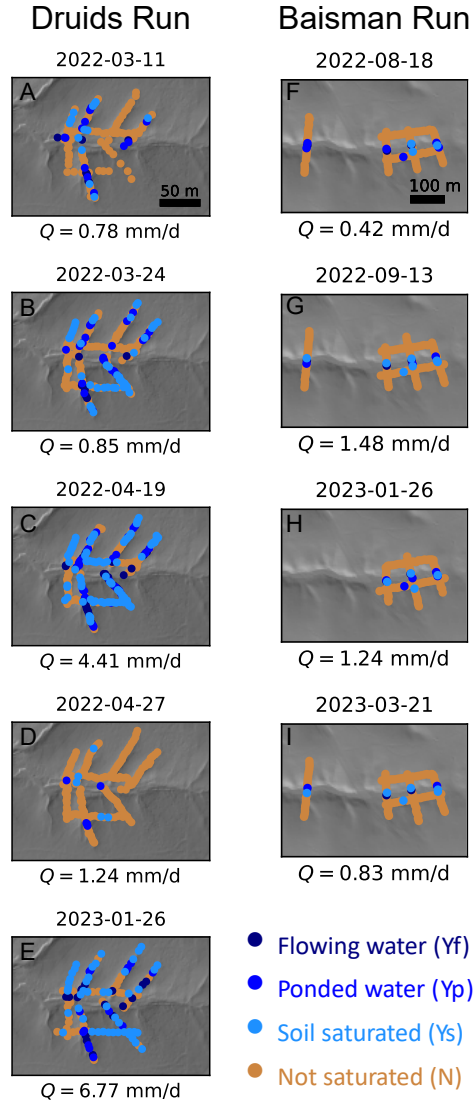 Druids Run
2022-03-11
A
50 m
Q = 0.78 mm/d
2022-03-24
B
Q = 0.85 mm/d
2022-04-19
C
Q = 4.41 mm/d
2022-04-27
D
Q = 1.24 mm/d
2023-01-26
E
Q = 6.77 mm/d
Baisman Run
2022-08-18
F
100 m
Q = 0.42 mm/d
2022-09-13
G
Q = 1.48 mm/d
2023-01-26
H
Q = 1.24 mm/d
2023-03-21
I
Q = 0.83 mm/d
Flowing water (Yf)
Ponded water (Yp)
Soil saturated (Ys)
Not saturated (N)